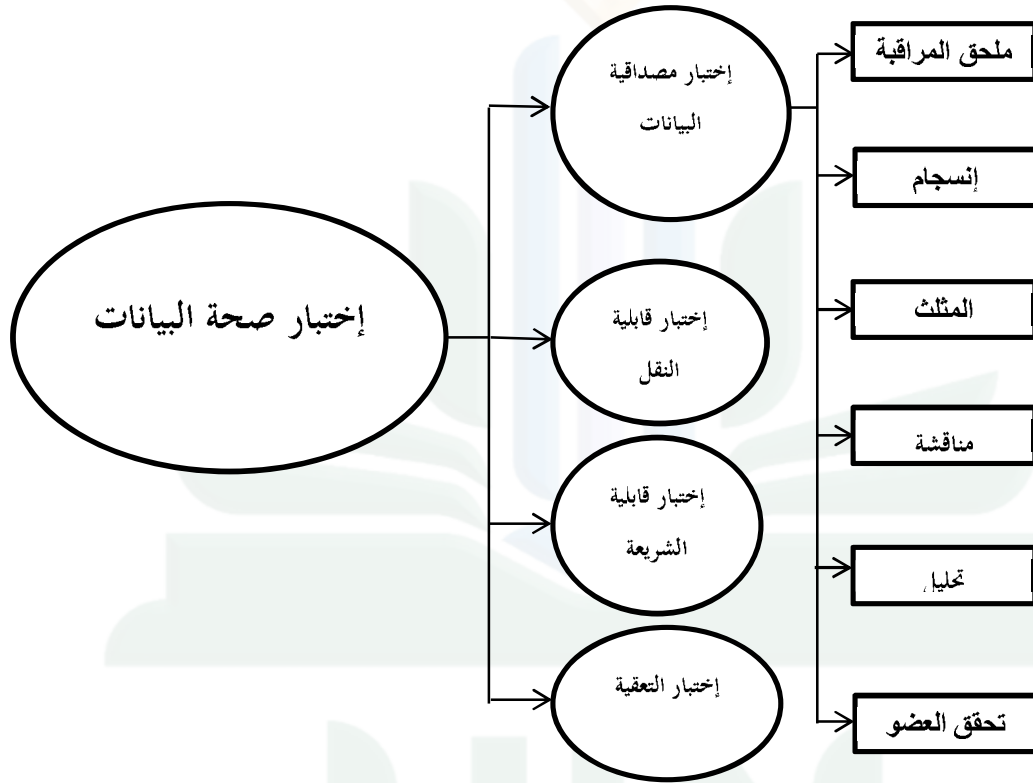 إختبار صحة البيانات
إختبار مصداقية
البيانات
إختبار قابلية
النقل
إختبار قابلية
الشريعة
إختبار التعقية
ملحق المراقبة
إنسجام
المثلث
مناقشة
تحليل
تحقق العضو